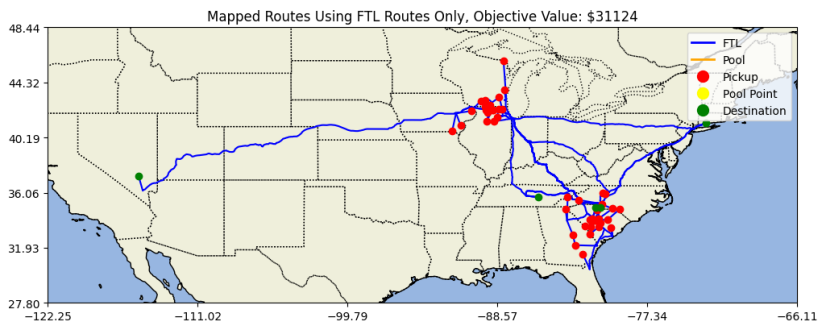 Mapped Routes Using FTL Routes Only, Objective Value: $31124
48.44
44.32
40.19
36.06
31.93
27.80
−122.25
−111.02
−99.79
−88.57
−77.34
−66.11
FTL
Pool
Pickup
Pool Point
Destination